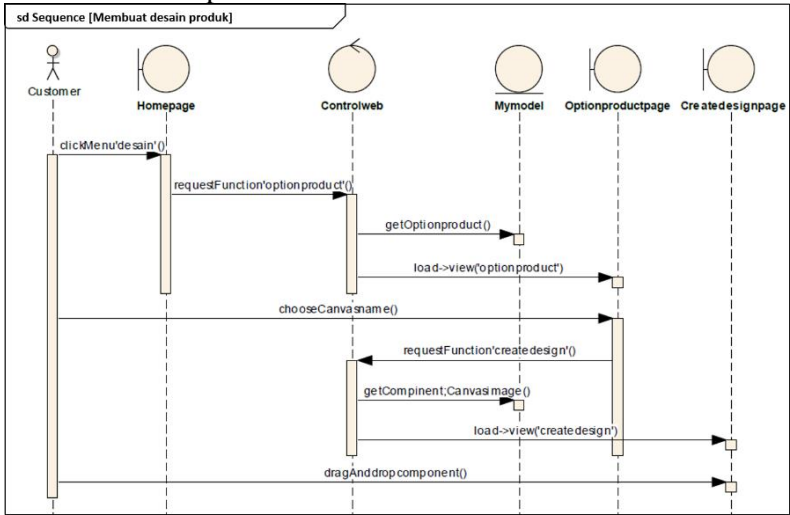 sd Sequence [Membuat desain produk]
Customer
Homepage
Controlweb
Mymodel
Optionproductpage
Createdesignpage
clickMenu'desain'()
requestFunction'optionproduct'()
getOptionproduct()
load->view('optionproduct')
chooseCanvasname()
requestFunction'createdesign'()
getCompinent;Canvasimage()
load->view('createdesign')
dragAnddropcomponent()